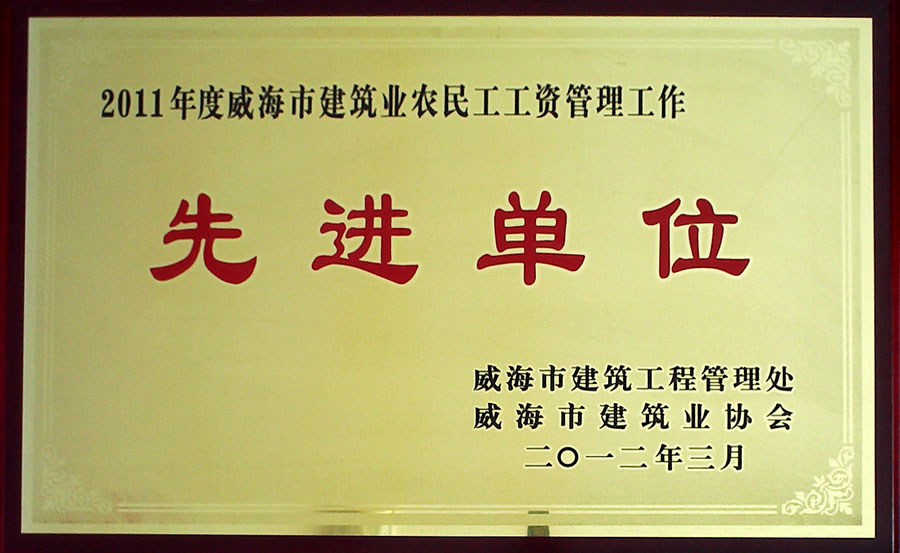 2011年度威海市建筑业农民工工资管理工作
先进单位
威海市建筑工程管理处
威海市建筑业协会
二〇一二年三月